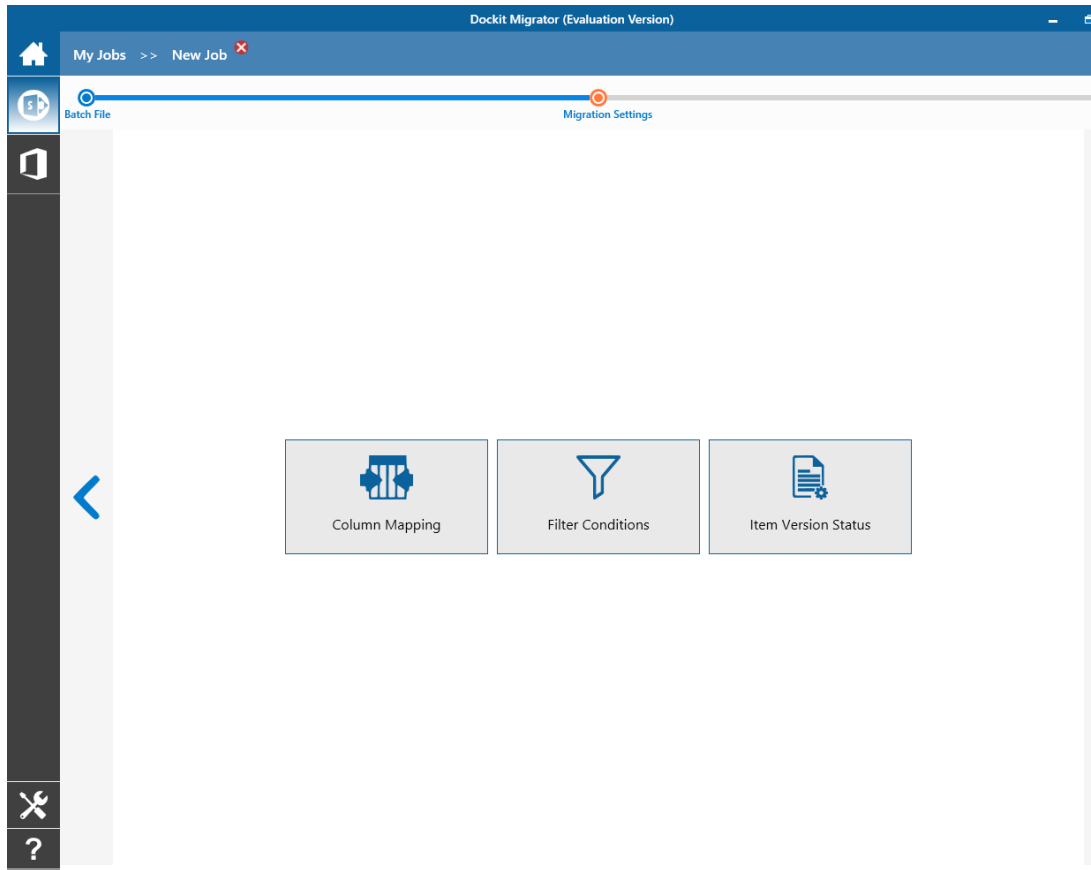 Dockit Migrator (Evaluation Version)
My Jobs >> New Job
Batch File
Migration Settings
Column Mapping
Filter Conditions
Item Version Status
?